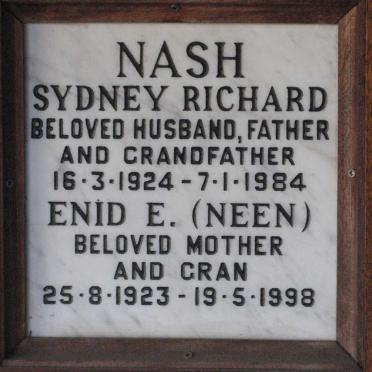 NASH
SYDNEY RICHARD
BELOVED HUSBAND, FATHER
AND GRANDFATHER
16·3·1924 - 7·1·1984
ENID E. (NEEN)
BELOVED MOTHER
AND GRAN
25·8·1923 - 19·5·1998